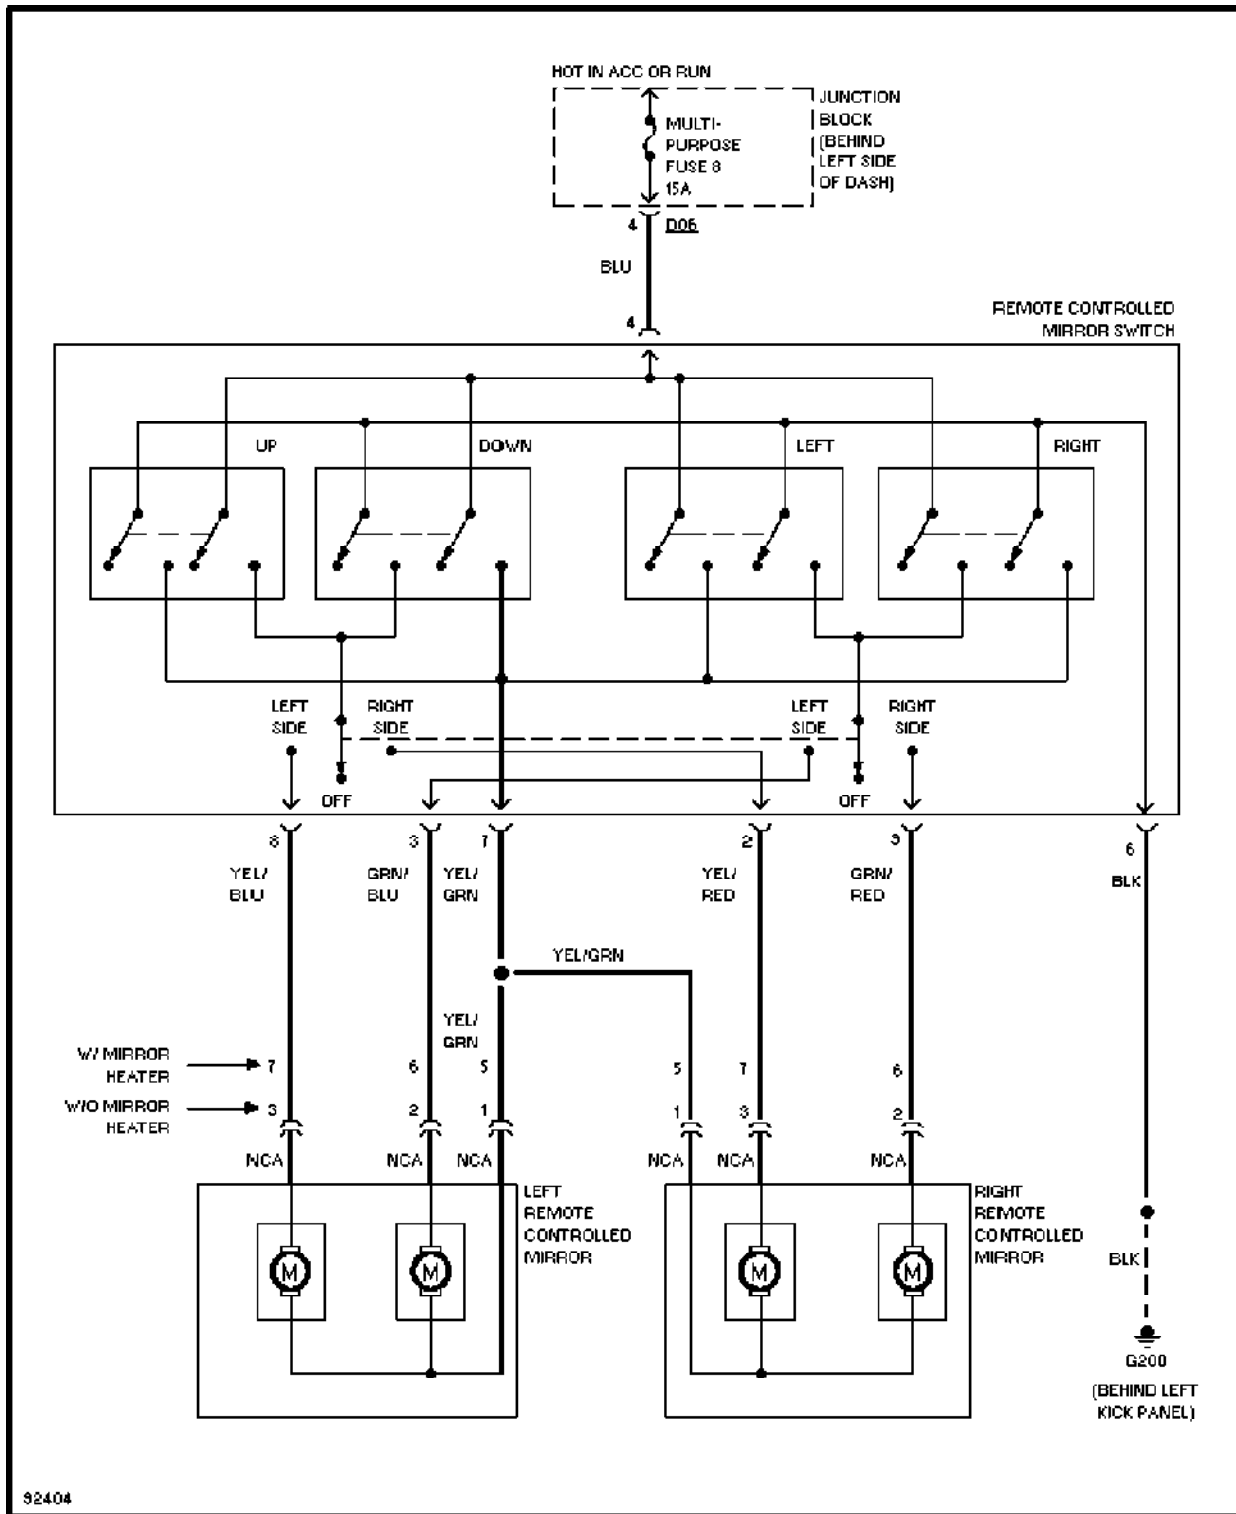 HOT IN ACC OR RUN
JUNCTION
BLOCK
(BEHIND
LEFT SIDE
OF DASH)
MULTI-
PURPOSE
FUSE 8
15A
4 D06
BLU
4
REMOTE CONTROLLED
MIRROR SWITCH
UP DOWN LEFT RIGHT
LEFT
SIDE
RIGHT
SIDE
LEFT
SIDE
RIGHT
SIDE
OFF OFF
8 3 7 2 9 6
YEL/
BLU
GRN/
BLU
YEL/
GRN
YEL/
RED
GRN/
RED
BLK
YEL/GRN
YEL/
GRN
W/ MIRROR
HEATER
7 6 5 5 7 6
W/O MIRROR
HEATER
3 2 1 1 3 2
NCA NCA NCA NCA NCA NCA
LEFT
REMOTE
CONTROLLED
MIRROR
RIGHT
REMOTE
CONTROLLED
MIRROR
M M M M
BLK
G200
(BEHIND LEFT
KICK PANEL)
92404